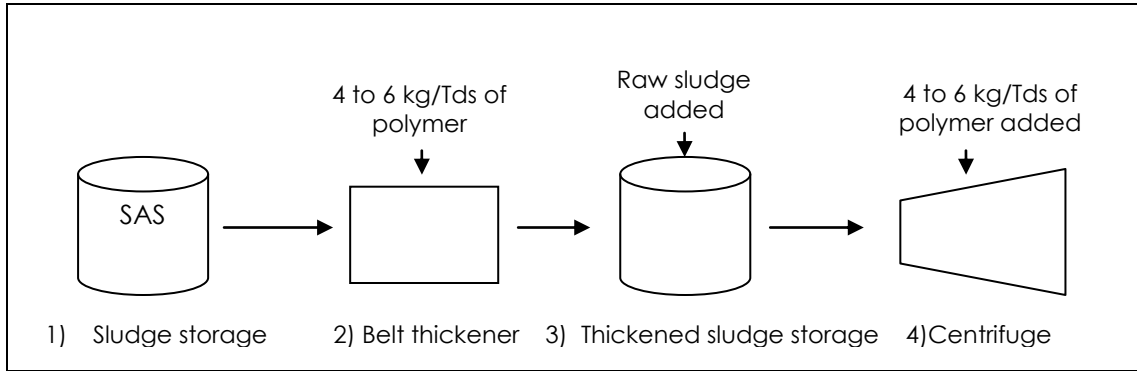 4 to 6 kg/Tds of
polymer
Raw sludge
added
4 to 6 kg/Tds of
polymer added
SAS
1) Sludge storage
2) Belt thickener
3) Thickened sludge storage
4)Centrifuge